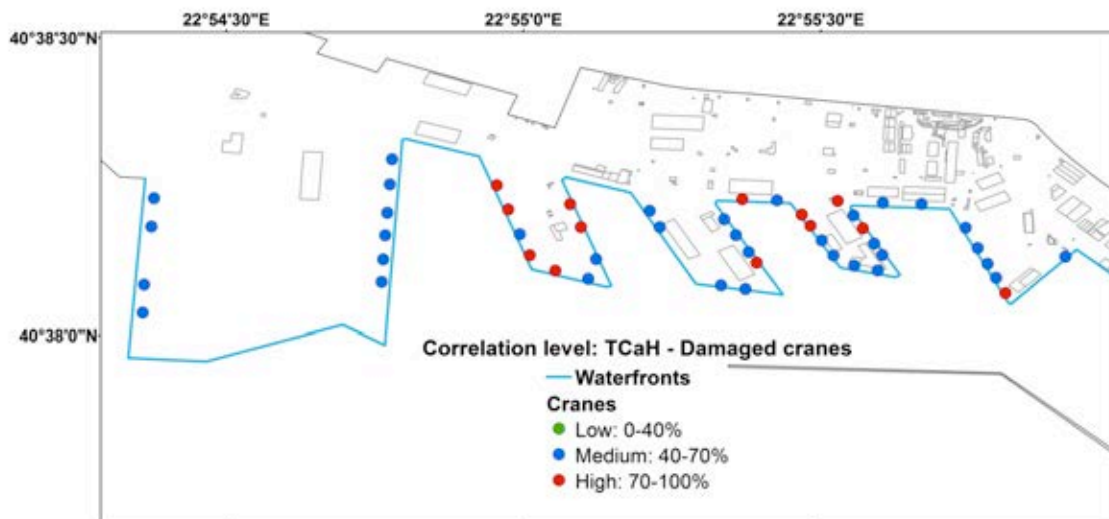 22°54'30"E 22°55'0"E 22°55'30"E
40°38'30"N
40°38'0"N
Correlation level: TCaH - Damaged cranes
Waterfronts
Cranes
Low: 0-40%
Medium: 40-70%
High: 70-100%